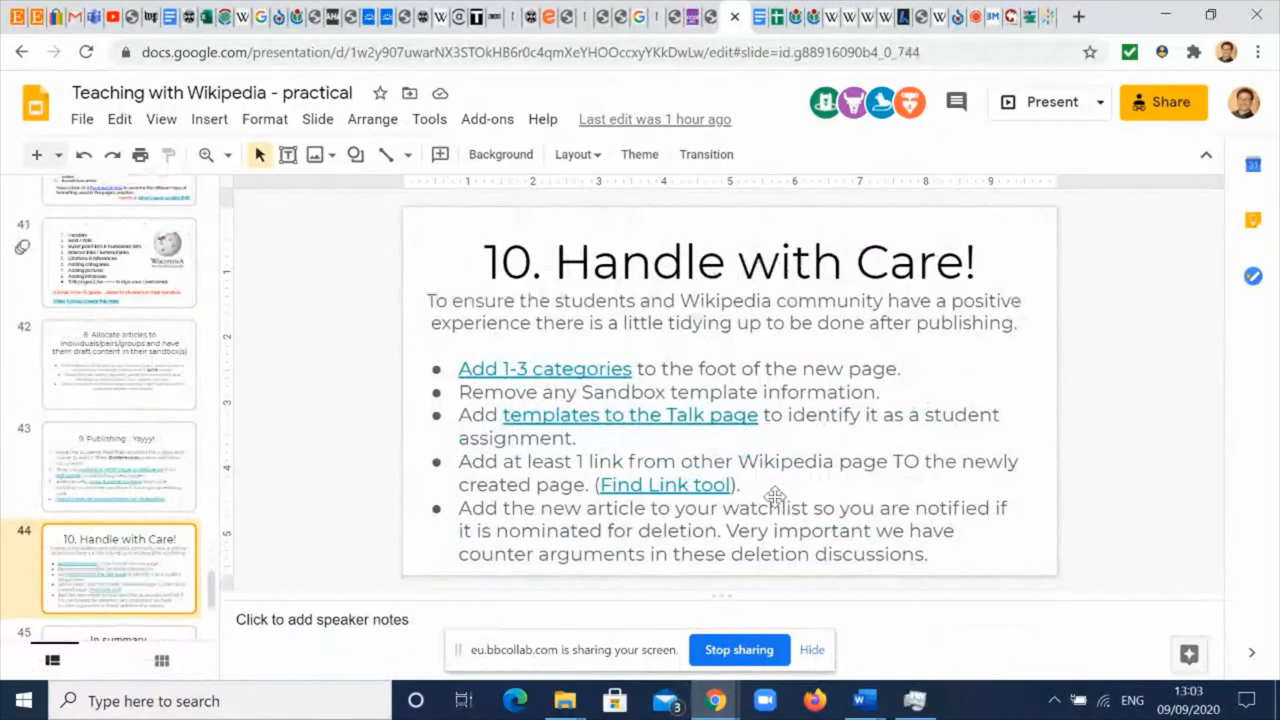 docs.google.com/presentation/d/1w2y907uwarNX3STOkHB6r0c4qmXeYHOOccxyYKkDwLw/edit#slide=id.g88916090b4_0_744
Teaching with Wikipedia - practical
File Edit View Insert Format Slide Arrange Tools Add-ons Help Last edit was 1 hour ago
Present
Share
Background Layout Theme Transition
1 2 3 4 5 6 7 8 9
41
42
8. Allocate articles to
individuals/pairs/groups and have
them draft content in their sandbox(s)
43
9. Publishing - Yayyy!
44
10. Handle with Care!
45
In summary
10. Handle with Care!
To ensure the students and Wikipedia community have a positive
experience there is a little tidying up to be done after publishing.
● Add 3 categories to the foot of the new page.
● Remove any Sandbox template information.
● Add templates to the Talk page to identify it as a student
assignment.
● Add at least 1 link from other Wikipedia page TO the newly
created page (Find Link tool).
● Add the new article to your watchlist so you are notified if
it is nominated for deletion. Very important we have
counter arguments in these deletion discussions.
Click to add speaker notes
eu.bbcollab.com is sharing your screen. Stop sharing Hide
Type here to search
3
ENG
13:03
09/09/2020